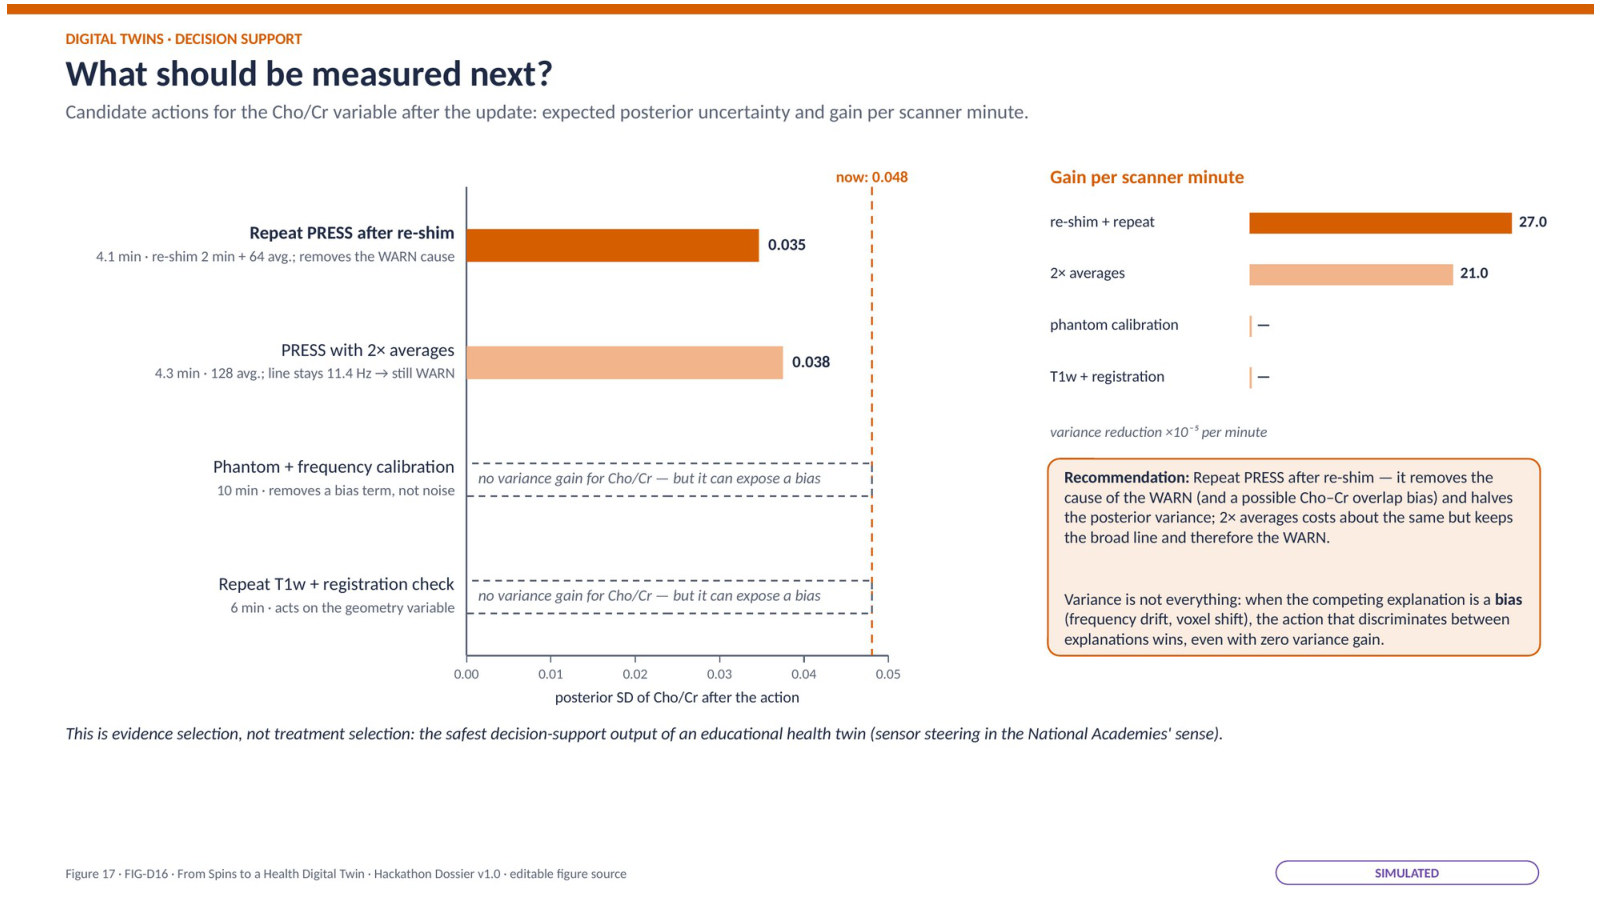 DIGITAL TWINS · DECISION SUPPORT
What should be measured next?
Candidate actions for the Cho/Cr variable after the update: expected posterior uncertainty and gain per scanner minute.
now: 0.048
Repeat PRESS after re-shim
4.1 min · re-shim 2 min + 64 avg.; removes the WARN cause
0.035
PRESS with 2× averages
4.3 min · 128 avg.; line stays 11.4 Hz → still WARN
0.038
Phantom + frequency calibration
10 min · removes a bias term, not noise
no variance gain for Cho/Cr — but it can expose a bias
Repeat T1w + registration check
6 min · acts on the geometry variable
no variance gain for Cho/Cr — but it can expose a bias
0.00 0.01 0.02 0.03 0.04 0.05
posterior SD of Cho/Cr after the action
Gain per scanner minute
re-shim + repeat 27.0
2× averages 21.0
phantom calibration —
T1w + registration —
variance reduction ×10⁻⁵ per minute
Recommendation: Repeat PRESS after re-shim — it removes the
cause of the WARN (and a possible Cho–Cr overlap bias) and halves
the posterior variance; 2× averages costs about the same but keeps
the broad line and therefore the WARN.
Variance is not everything: when the competing explanation is a bias
(frequency drift, voxel shift), the action that discriminates between
explanations wins, even with zero variance gain.
This is evidence selection, not treatment selection: the safest decision-support output of an educational health twin (sensor steering in the National Academies' sense).
Figure 17 · FIG-D16 · From Spins to a Health Digital Twin · Hackathon Dossier v1.0 · editable figure source
SIMULATED